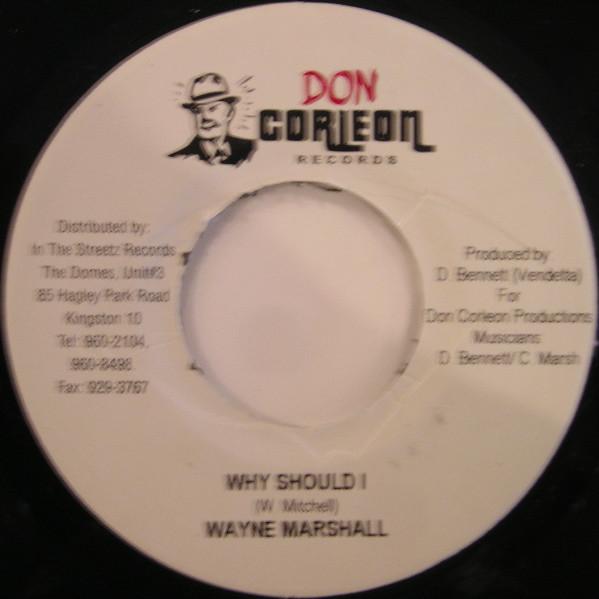 DON
CORLEON
RECORDS
Distributed by:
In The Streetz Records
The Domes, Unit#3
85 Hagley Park Road
Kingston 10
Tel: 960-2104,
960-8498
Fax: 929-3767
Produced by
D. Bennett (Vendetta)
For
Don Corleon Productions
Musicians
D. Bennett/ C. Marsh
WHY SHOULD I
(W. Mitchell)
WAYNE MARSHALL